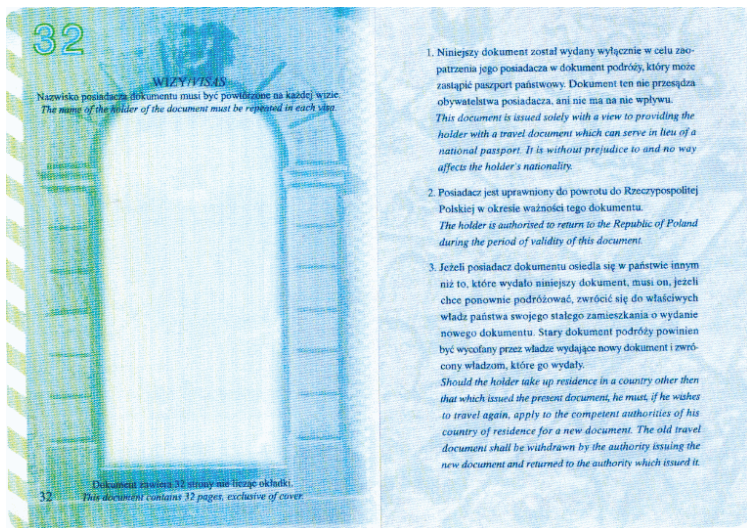 32
WIZY/VISAS
Nazwisko posiadacza dokumentu musi być powtórzone na każdej wizie.
The name of the holder of the document must be repeated in each visa.
Dokument zawiera 32 strony nie licząc okładki.
32 This document contains 32 pages, exclusive of cover.
1. Niniejszy dokument został wydany wyłącznie w celu zao-
patrzenia jego posiadacza w dokument podróży, który może
zastąpić paszport państwowy. Dokument ten nie przesądza
obywatelstwa posiadacza, ani nie ma na nie wpływu.
This document is issued solely with a view to providing the
holder with a travel document which can serve in lieu of a
national passport. It is without prejudice to and no way
affects the holder's nationality.
2. Posiadacz jest uprawniony do powrotu do Rzeczypospolitej
Polskiej w okresie ważności tego dokumentu.
The holder is authorised to return to the Republic of Poland
during the period of validity of this document.
3. Jeżeli posiadacz dokumentu osiedla się w państwie innym
niż to, które wydało niniejszy dokument, musi on, jeżeli
chce ponownie podróżować, zwrócić się do właściwych
władz państwa swojego stałego zamieszkania o wydanie
nowego dokumentu. Stary dokument podróży powinien
być wycofany przez władze wydające nowy dokument i zwró-
cony władzom, które go wydały.
Should the holder take up residence in a country other then
that which issued the present document, he must, if he wishes
to travel again, apply to the competent authorities of his
country of residence for a new document. The old travel
document shall be withdrawn by the authority issuing the
new document and returned to the authority which issued it.